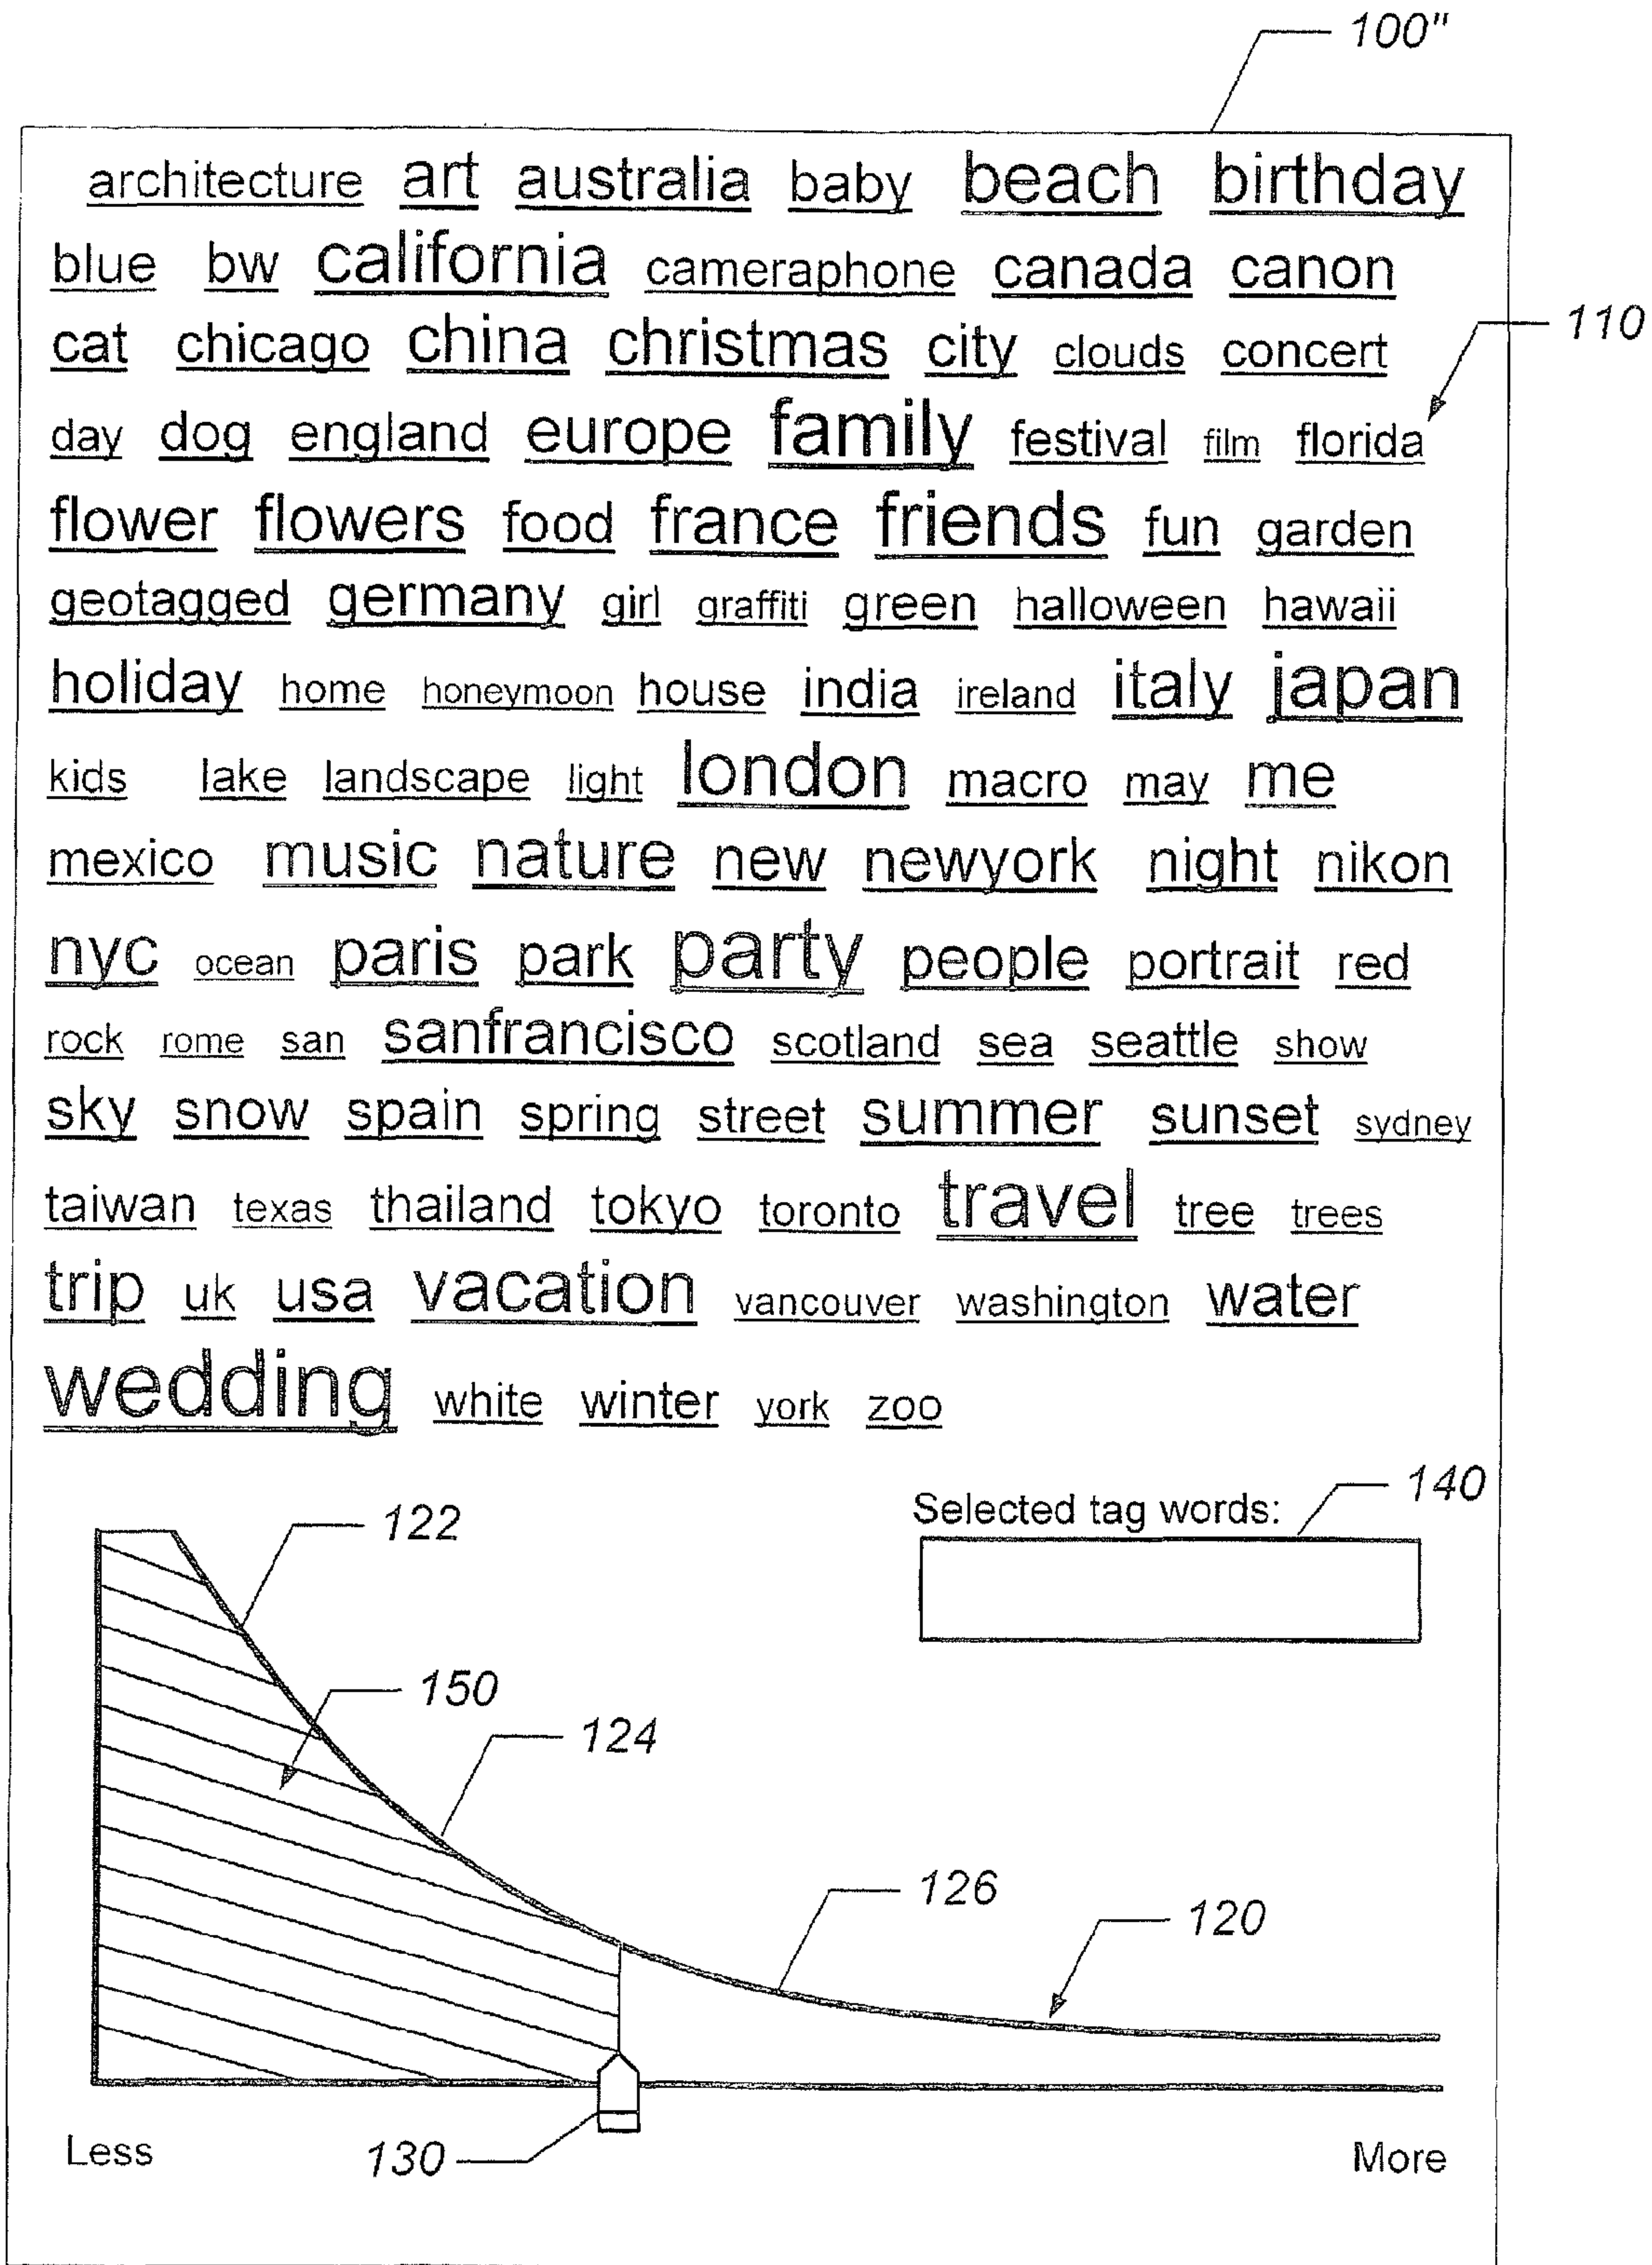 100"
architecture art australia baby beach birthday
blue bw california cameraphone canada canon
cat chicago china christmas city clouds concert
110
day dog england europe family festival film florida
flower flowers food france friends fun garden
geotagged germany girl graffiti green halloween hawaii
holiday home honeymoon house india ireland italy japan
kids lake landscape light london macro may me
mexico music nature new newyork night nikon
nyc ocean paris park party people portrait red
rock rome san sanfrancisco scotland sea seattle show
sky snow spain spring street summer sunset sydney
taiwan texas thailand tokyo toronto travel tree trees
trip uk usa vacation vancouver washington water
wedding white winter york zoo
140
Selected tag words:
122
150
124
126
120
130
Less
More